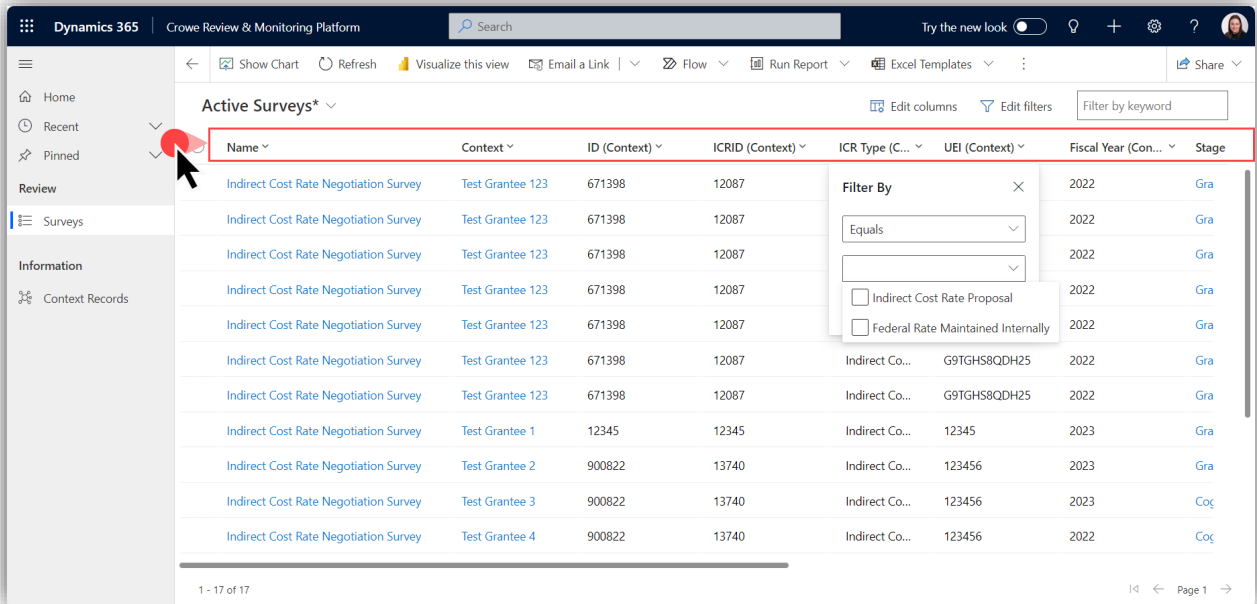 Dynamics 365 Crowe Review & Monitoring Platform Search Try the new look
Show Chart Refresh Visualize this view Email a Link Flow Run Report Excel Templates Share
Home
Recent
Pinned
Review
Surveys
Information
Context Records
Active Surveys* Edit columns Edit filters Filter by keyword
Name Context ID (Context) ICRID (Context) ICR Type (C... UEI (Context) Fiscal Year (Con... Stage
Indirect Cost Rate Negotiation Survey Test Grantee 123 671398 12087 2022 Gra
Indirect Cost Rate Negotiation Survey Test Grantee 123 671398 12087 2022 Gra
Indirect Cost Rate Negotiation Survey Test Grantee 123 671398 12087 2022 Gra
Indirect Cost Rate Negotiation Survey Test Grantee 123 671398 12087 2022 Gra
Indirect Cost Rate Negotiation Survey Test Grantee 123 671398 12087 2022 Gra
Indirect Cost Rate Negotiation Survey Test Grantee 123 671398 12087 Indirect Co... G9TGHS8QDH25 2022 Gra
Indirect Cost Rate Negotiation Survey Test Grantee 123 671398 12087 Indirect Co... G9TGHS8QDH25 2022 Gra
Indirect Cost Rate Negotiation Survey Test Grantee 1 12345 12345 Indirect Co... 12345 2023 Gra
Indirect Cost Rate Negotiation Survey Test Grantee 2 900822 13740 Indirect Co... 123456 2023 Gra
Indirect Cost Rate Negotiation Survey Test Grantee 3 900822 13740 Indirect Co... 123456 2023 Cog
Indirect Cost Rate Negotiation Survey Test Grantee 4 900822 13740 Indirect Co... 123456 2022 Cog
Filter By
Equals
Indirect Cost Rate Proposal
Federal Rate Maintained Internally
1 - 17 of 17 Page 1